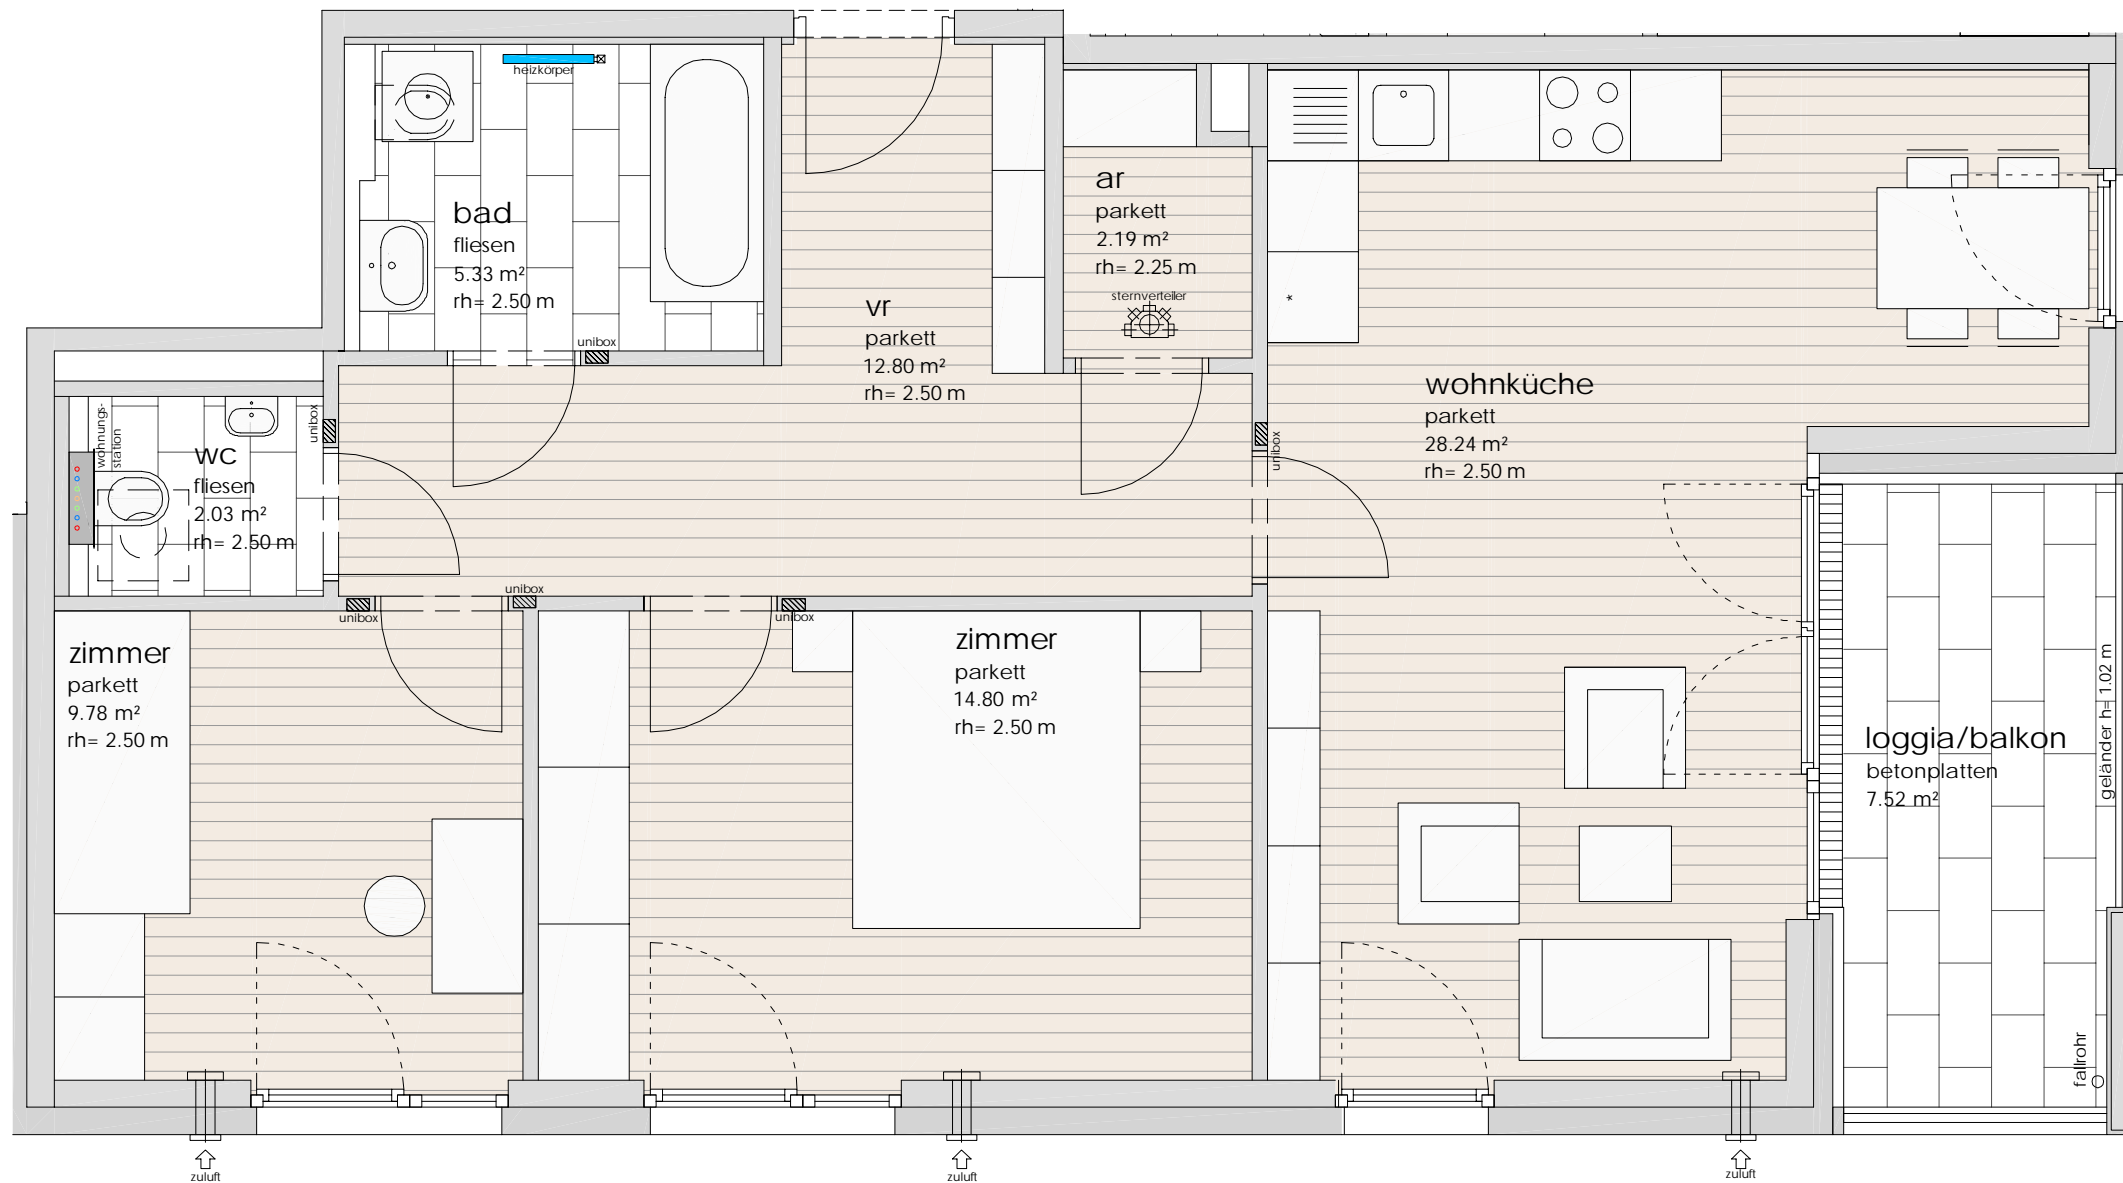 heizkörper
bad
fliesen
5.33 m²
rh= 2.50 m
unibox
vr
parkett
12.80 m²
rh= 2.50 m
ar
parkett
2.19 m²
rh= 2.25 m
sternverteiler
*
wohnküche
parkett
28.24 m²
rh= 2.50 m
unibox
wohnungs-
station
unibox
wc
fliesen
2.03 m²
rh= 2.50 m
unibox
unibox
unibox
zimmer
parkett
9.78 m²
rh= 2.50 m
zimmer
parkett
14.80 m²
rh= 2.50 m
loggia/balkon
betonplatten
7.52 m²
geländer h= 1.02 m
fallrohr
zuluft
zuluft
zuluft